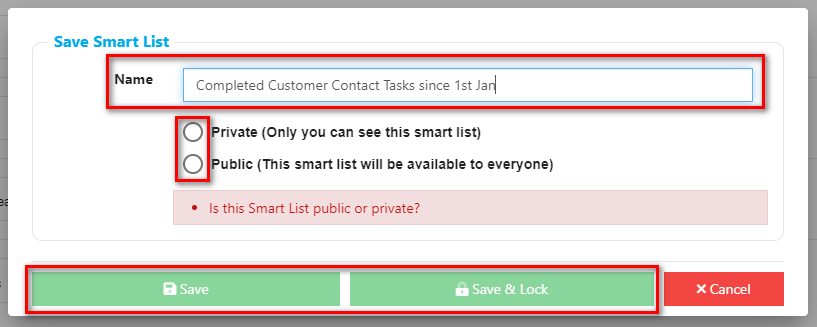 Save Smart List
Name
Completed Customer Contact Tasks since 1st Jan
Private (Only you can see this smart list)
Public (This smart list will be available to everyone)
Is this Smart List public or private?
Save
Save & Lock
Cancel